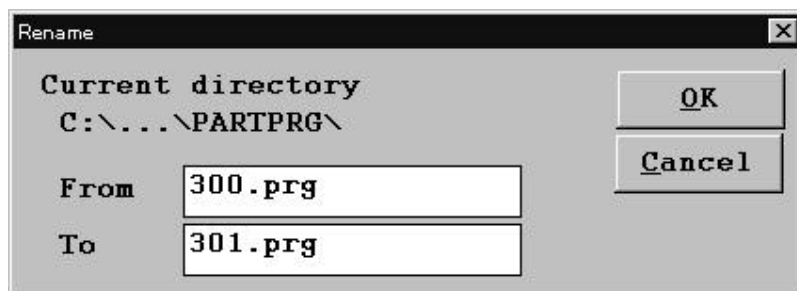 Rename
Current directory
C:\...\PARTPRG\
OK
Cancel
From 300.prg
To 301.prg